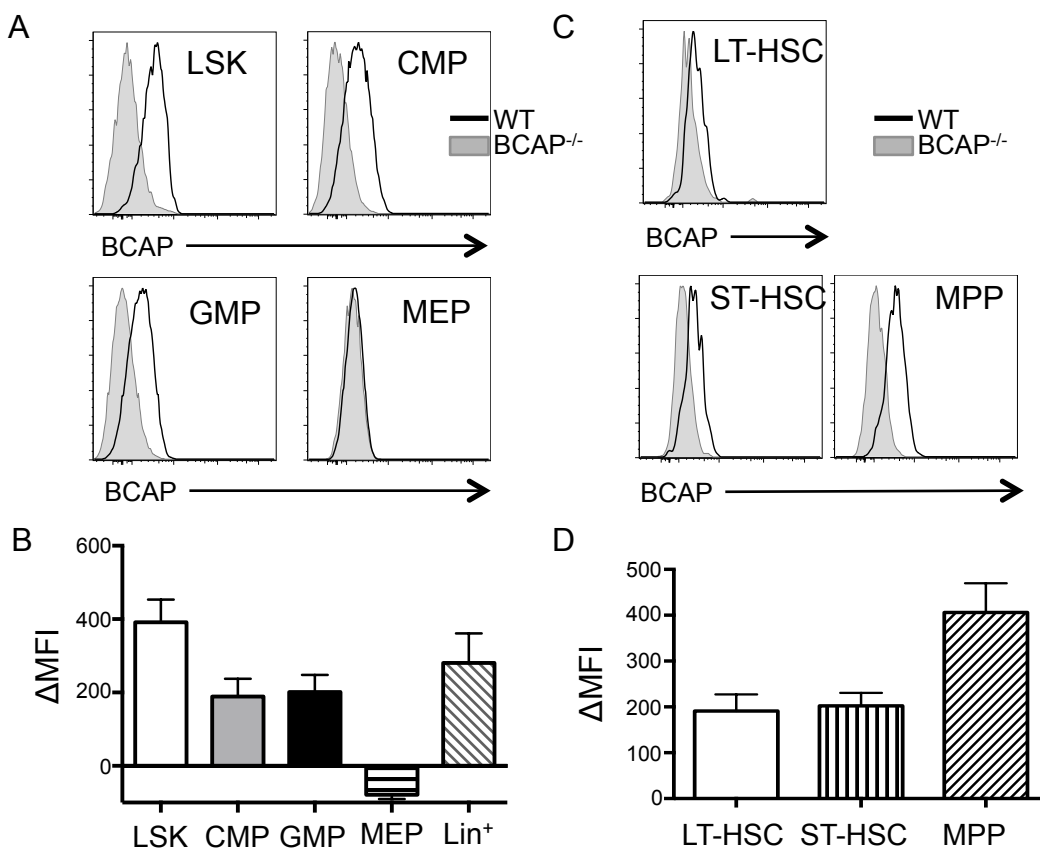 A
LSK
CMP
WT
BCAP-/-
BCAP
GMP
MEP
BCAP
B
600
400
200
0
ΔMFI
LSK CMP GMP MEP Lin+
C
LT-HSC
WT
BCAP-/-
BCAP
ST-HSC
MPP
BCAP
D
500
400
300
200
100
0
ΔMFI
LT-HSC ST-HSC MPP